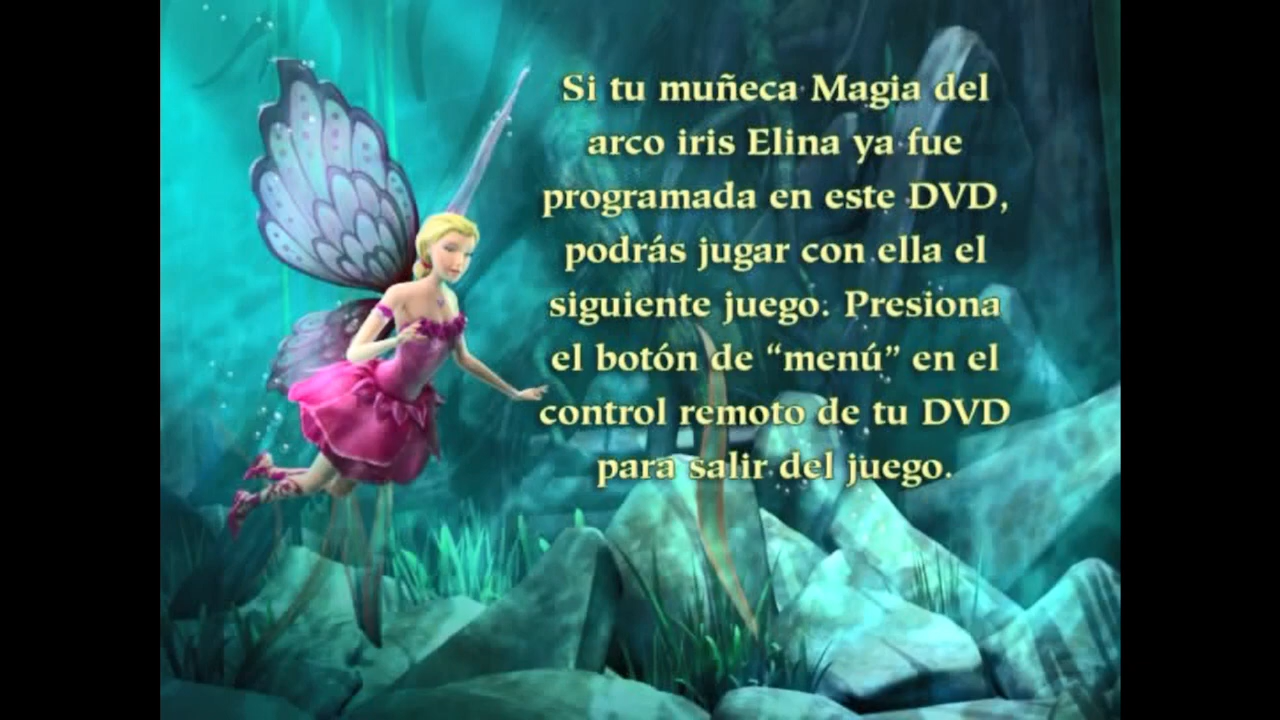 Si tu muñeca Magia del
arco iris Elina ya fue
programada en este DVD,
podrás jugar con ella el
siguiente juego. Presiona
el botón de “menú” en el
control remoto de tu DVD
para salir del juego.